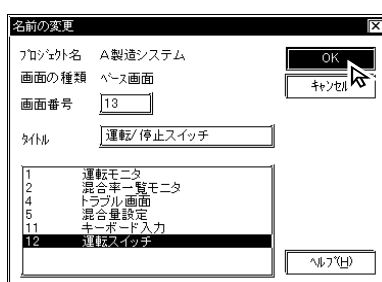 名前の変更
ﾌﾟﾛｼﾞｪｸﾄ名 A製造システム
画面の種類 ﾍﾞｰｽ画面
画面番号 13
ﾀｲﾄﾙ 運転/停止スイッチ
OK
ｷｬﾝｾﾙ
1 運転モニタ
2 混合率一覧モニタ
4 トラブル画面
5 混合量設定
11 キーボード入力
12 運転スイッチ
ﾍﾙﾌﾟ(H)